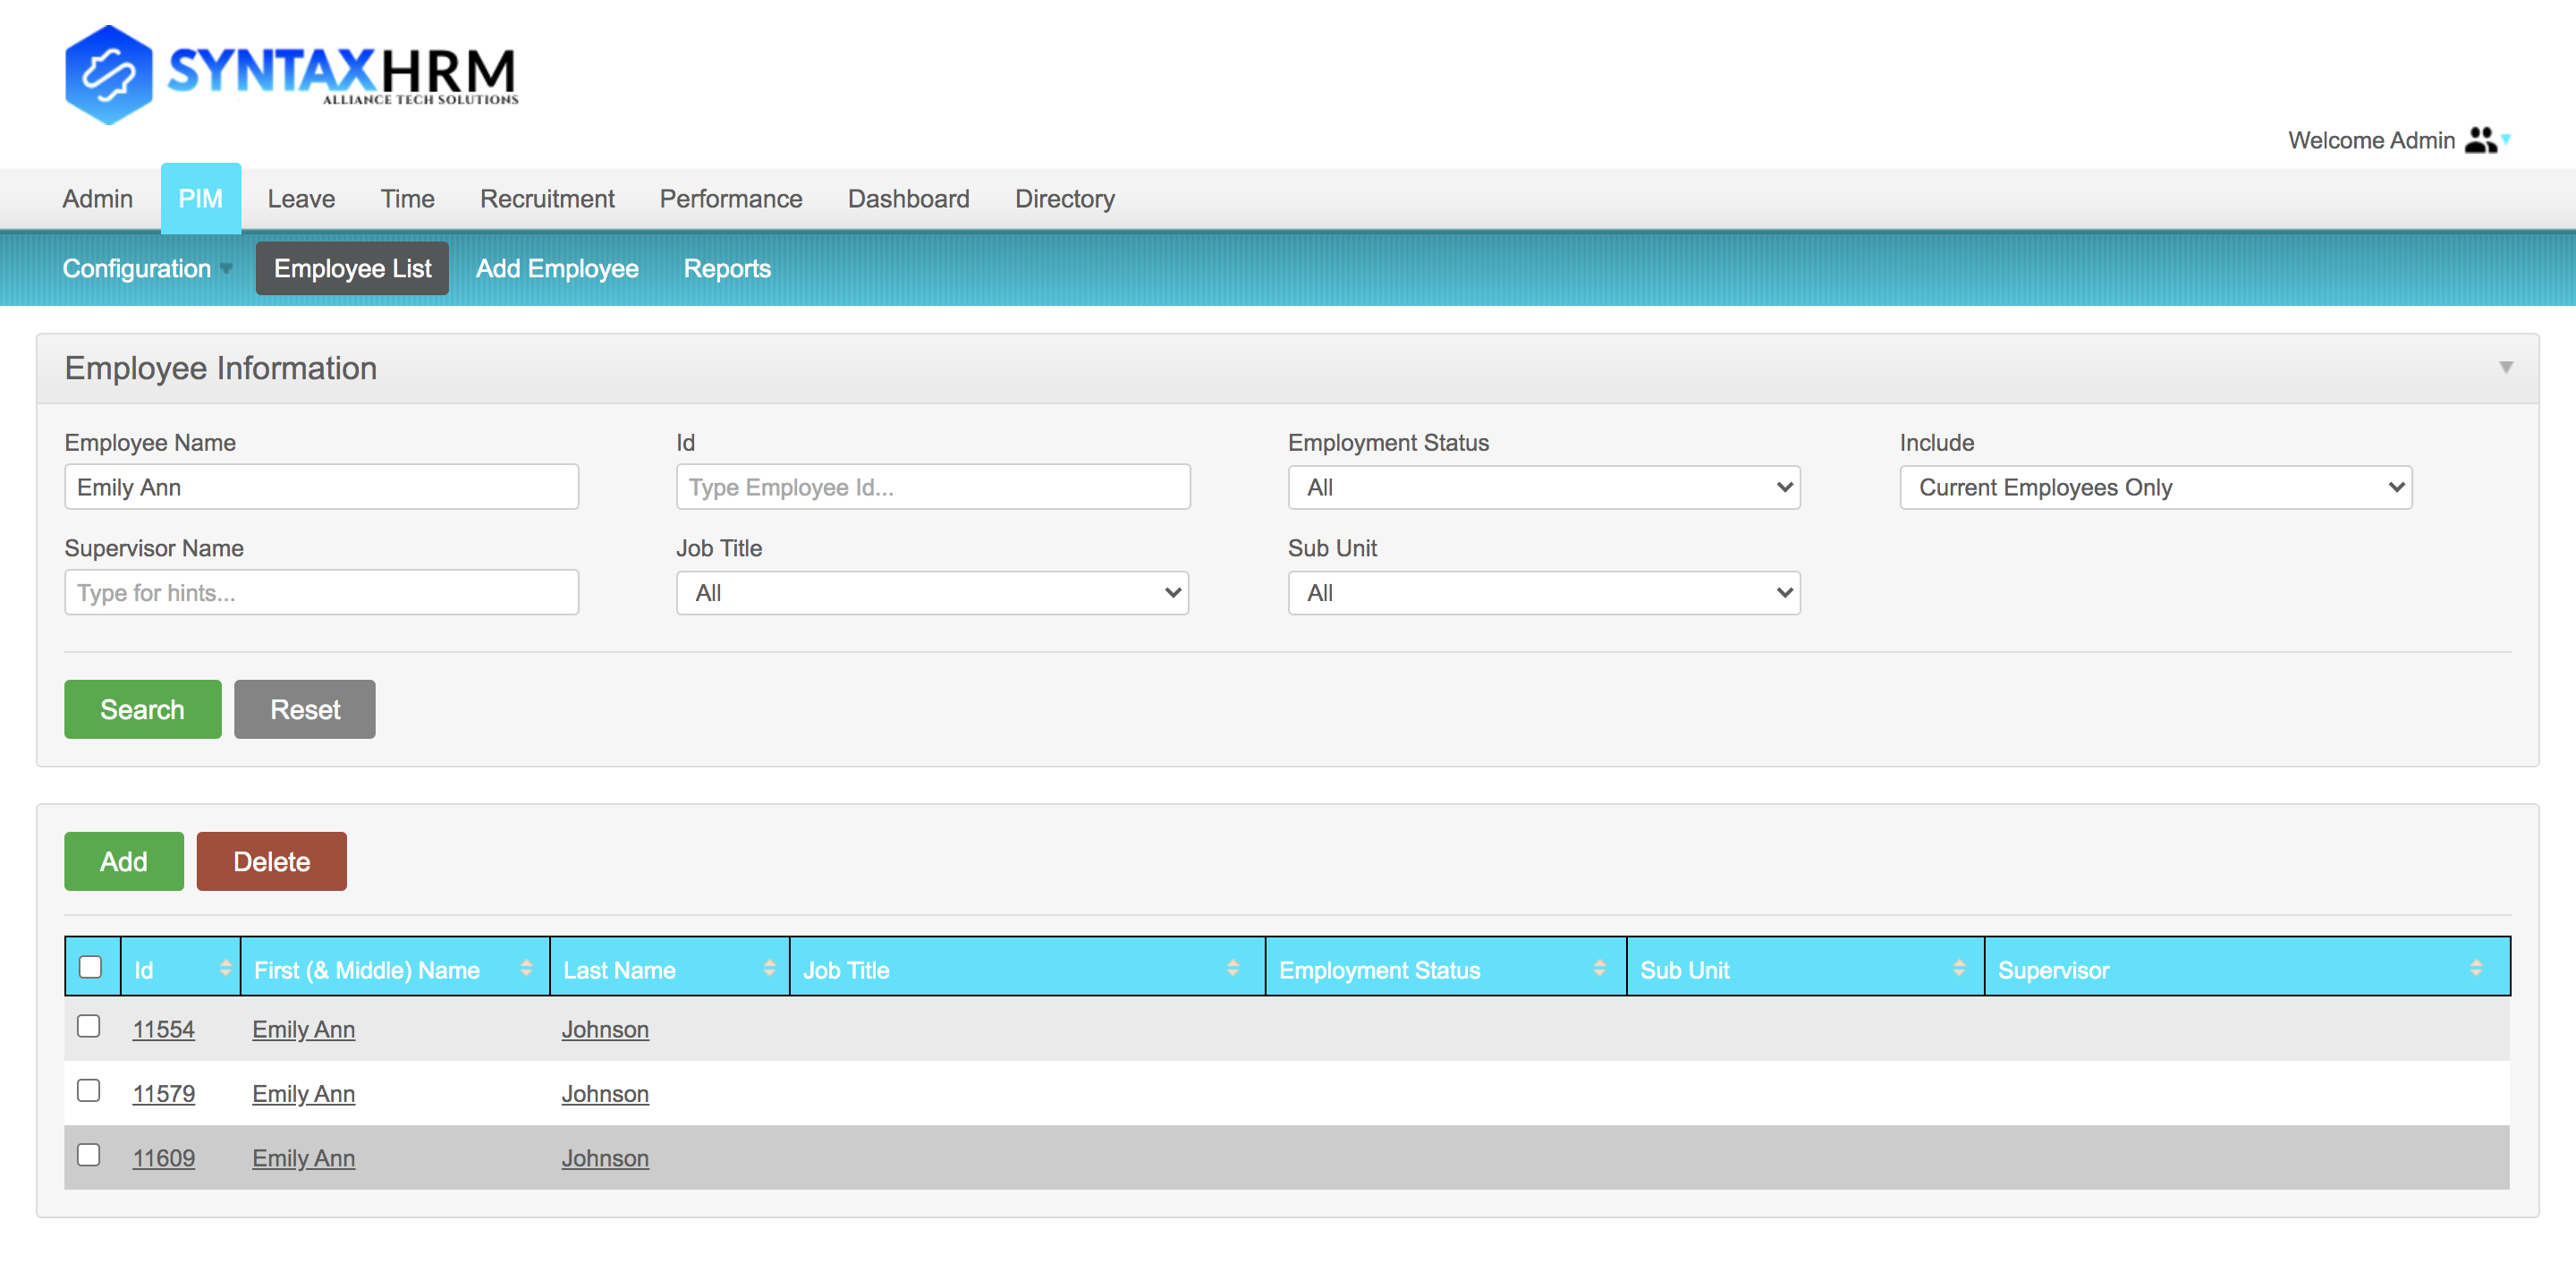 SYNTAXHRM
ALLIANCE TECH SOLUTIONS
Welcome Admin
Admin PIM Leave Time Recruitment Performance Dashboard Directory
Configuration Employee List Add Employee Reports
Employee Information
Employee Name Id Employment Status Include
Emily Ann Type Employee Id... All Current Employees Only
Supervisor Name Job Title Sub Unit
Type for hints... All All
Search Reset
Add Delete
Id First (& Middle) Name Last Name Job Title Employment Status Sub Unit Supervisor
11554 Emily Ann Johnson
11579 Emily Ann Johnson
11609 Emily Ann Johnson